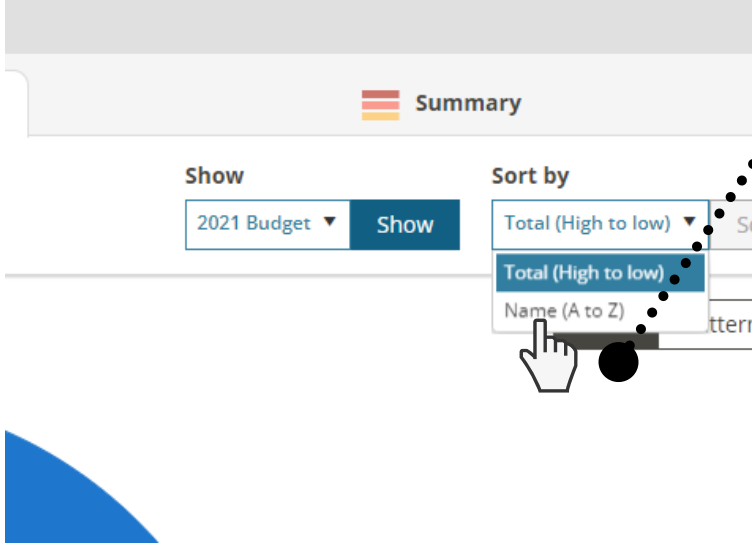 Summary
Show
Sort by
2021 Budget
Show
Total (High to low)
Total (High to low)
Name (A to Z)